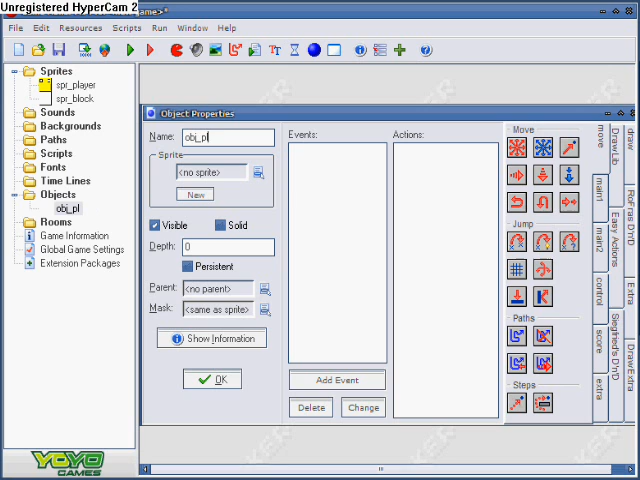 Unregistered HyperCam 2
ame>*
File Edit Resources Scripts Run Window Help
Sprites
spr_player
spr_block
Sounds
Backgrounds
Paths
Scripts
Fonts
Time Lines
Objects
obj_pl
Rooms
Game Information
Global Game Settings
Extension Packages
YOYO
GAMES
Object Properties
Name: obj_pl
Sprite
<no sprite>
New
Visible Solid
Depth: 0
Persistent
Parent: <no parent>
Mask: <same as sprite>
Show Information
OK
Events:
Add Event
Delete Change
Actions:
Move
Jump
Paths
Steps
move
main1
main2
control
score
extra
DrawLib
Easy Actions
Siegfried's D'n'D
draw
RoFras D'n'D
Extra
DrawExtra